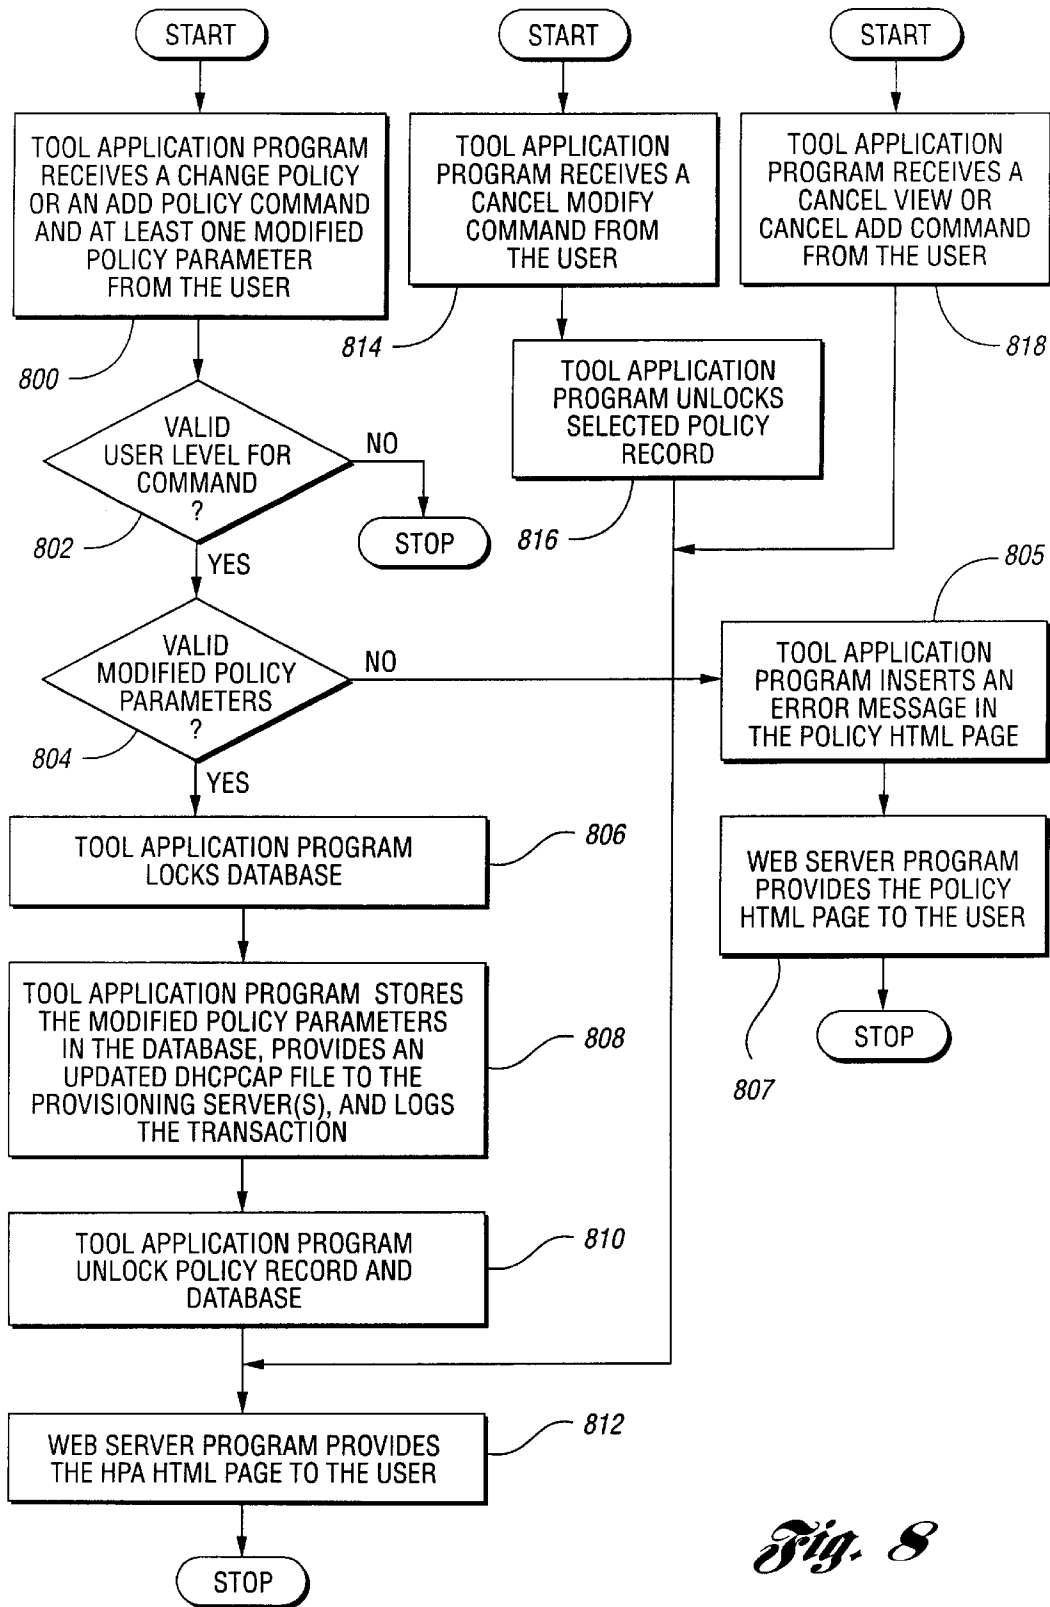 START
TOOL APPLICATION PROGRAM
RECEIVES A CHANGE POLICY
OR AN ADD POLICY COMMAND
AND AT LEAST ONE MODIFIED
POLICY PARAMETER
FROM THE USER
800
VALID
USER LEVEL FOR
COMMAND
?
802
NO
STOP
YES
VALID
MODIFIED POLICY
PARAMETERS
?
804
NO
YES
TOOL APPLICATION PROGRAM
LOCKS DATABASE
806
TOOL APPLICATION PROGRAM STORES
THE MODIFIED POLICY PARAMETERS
IN THE DATABASE, PROVIDES AN
UPDATED DHCPCAP FILE TO THE
PROVISIONING SERVER(S), AND LOGS
THE TRANSACTION
808
TOOL APPLICATION PROGRAM
UNLOCK POLICY RECORD AND
DATABASE
810
WEB SERVER PROGRAM PROVIDES
THE HPA HTML PAGE TO THE USER
812
STOP
START
TOOL APPLICATION
PROGRAM RECEIVES A
CANCEL MODIFY
COMMAND FROM
THE USER
814
TOOL APPLICATION
PROGRAM UNLOCKS
SELECTED POLICY
RECORD
816
START
TOOL APPLICATION
PROGRAM RECEIVES A
CANCEL VIEW OR
CANCEL ADD COMMAND
FROM THE USER
818
805
TOOL APPLICATION
PROGRAM INSERTS AN
ERROR MESSAGE IN
THE POLICY HTML PAGE
WEB SERVER PROGRAM
PROVIDES THE POLICY
HTML PAGE TO THE USER
807
STOP
Fig. 8